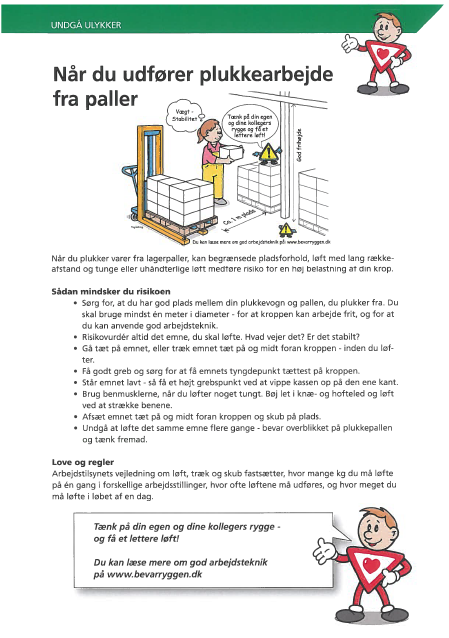 UNDGÅ ULYKKER
Når du udfører plukkearbejde
fra paller
Vægt -
Stabilitet
Tænk på din egen
og dine kollegers
rygge og få et
lettere løft!
God frihøjde
Ca. 1 m plads
Du kan læse mere om god arbejdsteknik på: www.bevarryggen.dk
Når du plukker varer fra lagerpaller, kan begrænsede pladsforhold, løft med lang række-
afstand og tunge eller uhåndterlige løft medføre risiko for en høj belastning af din krop.
Sådan mindsker du risikoen
• Sørg for, at du har god plads mellem din plukkevogn og pallen, du plukker fra. Du
skal bruge mindst én meter i diameter - for at kroppen kan arbejde frit, og for at
du kan anvende god arbejdsteknik.
• Risikovurdér altid det emne, du skal løfte. Hvad vejer det? Er det stabilt?
• Gå tæt på emnet, eller træk emnet tæt på og midt foran kroppen - inden du løf-
ter.
• Få godt greb og sørg for at få emnets tyngdepunkt tættest på kroppen.
• Står emnet lavt - så få et højt grebspunkt ved at vippe kassen op på den ene kant.
• Brug benmusklerne, når du løfter noget tungt. Bøj let i knæ- og hofteled og løft
ved at strække benene.
• Afsæt emnet tæt på og midt foran kroppen og skub på plads.
• Undgå at løfte det samme emne flere gange - bevar overblikket på plukkepallen
og tænk fremad.
Love og regler
Arbejdstilsynets vejledning om løft, træk og skub fastsætter, hvor mange kg du må løfte
på én gang i forskellige arbejdsstillinger, hvor ofte løftene må udføres, og hvor meget du
må løfte i løbet af en dag.
Tænk på din egen og dine kollegers rygge -
og få et lettere løft!
Du kan læse mere om god arbejdsteknik
på www.bevarryggen.dk